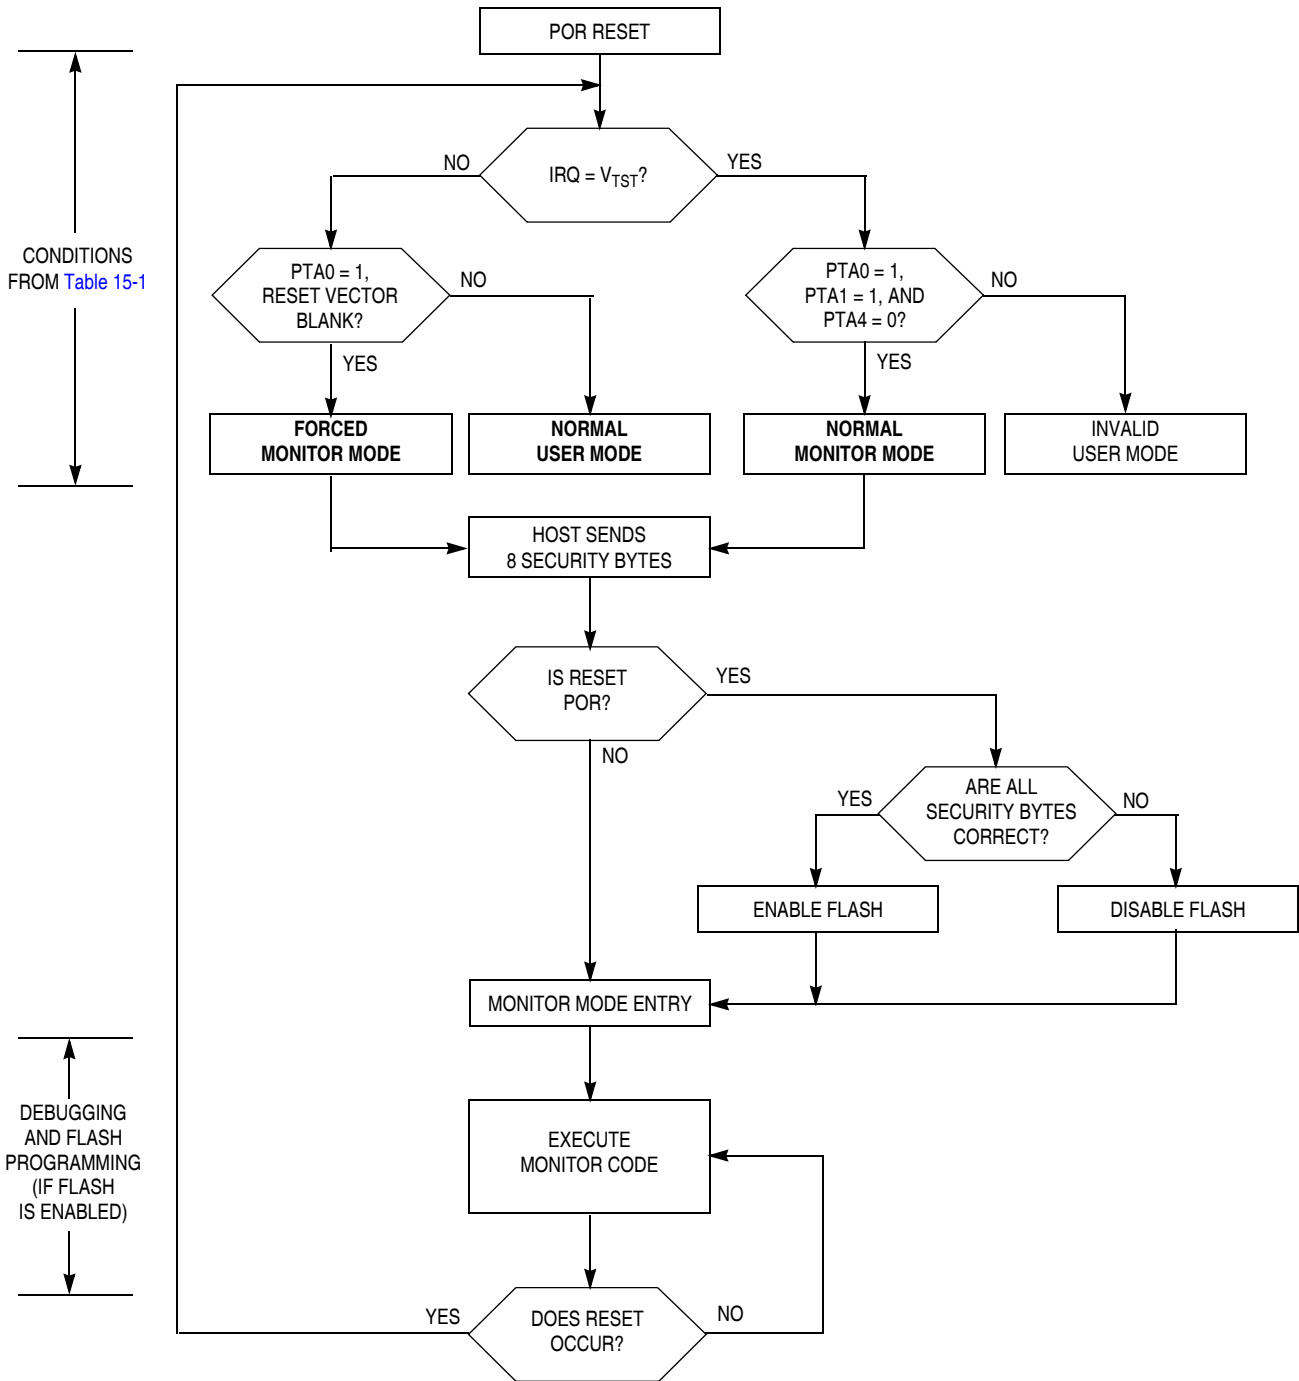 POR RESET
NO
YES
IRQ = VTST?
CONDITIONS
FROM Table 15-1
PTA0 = 1,
RESET VECTOR
BLANK?
NO
YES
PTA0 = 1,
PTA1 = 1, AND
PTA4 = 0?
NO
YES
FORCED
MONITOR MODE
NORMAL
USER MODE
NORMAL
MONITOR MODE
INVALID
USER MODE
HOST SENDS
8 SECURITY BYTES
IS RESET
POR?
YES
NO
ARE ALL
SECURITY BYTES
CORRECT?
YES
NO
ENABLE FLASH
DISABLE FLASH
MONITOR MODE ENTRY
DEBUGGING
AND FLASH
PROGRAMMING
(IF FLASH
IS ENABLED)
EXECUTE
MONITOR CODE
YES
DOES RESET
OCCUR?
NO